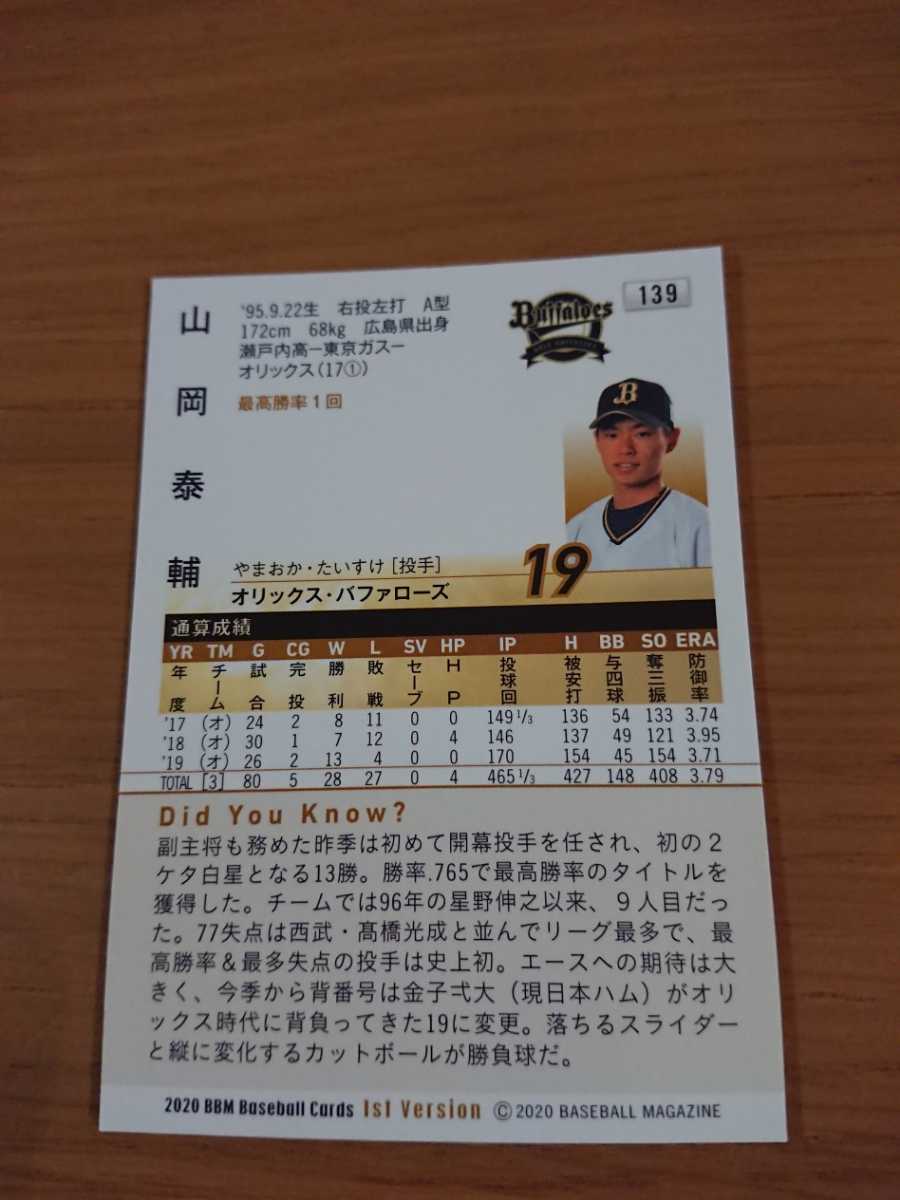 山岡泰輔
'95.9.22生 右投左打 A型
172cm 68kg 広島県出身
瀬戸内高ー東京ガスー
オリックス(17①)
最高勝率1回
Buffaloes
139
B
やまおか・たいすけ [投手]
オリックス・バファローズ
19
通算成績
YR TM G CG W L SV HP IP H BB SO ERA
年度 チーム 試合 完投 勝利 敗戦 セーブ HP 投球回 被安打 与四球 奪三振 防御率
'17 (オ) 24 2 8 11 0 0 149 1/3 136 54 133 3.74
'18 (オ) 30 1 7 12 0 4 146 137 49 121 3.95
'19 (オ) 26 2 13 4 0 0 170 154 45 154 3.71
TOTAL [3] 80 5 28 27 0 4 465 1/3 427 148 408 3.79
Did You Know?
副主将も務めた昨季は初めて開幕投手を任され、初の2
ケタ白星となる13勝。勝率.765で最高勝率のタイトルを
獲得した。チームでは96年の星野伸之以来、9人目だっ
た。77失点は西武・髙橋光成と並んでリーグ最多で、最
高勝率&最多失点の投手は史上初。エースへの期待は大
きく、今季から背番号は金子弌大(現日本ハム)がオリ
ックス時代に背負ってきた19に変更。落ちるスライダー
と縦に変化するカットボールが勝負球だ。
2020 BBM Baseball Cards 1st Version ©2020 BASEBALL MAGAZINE